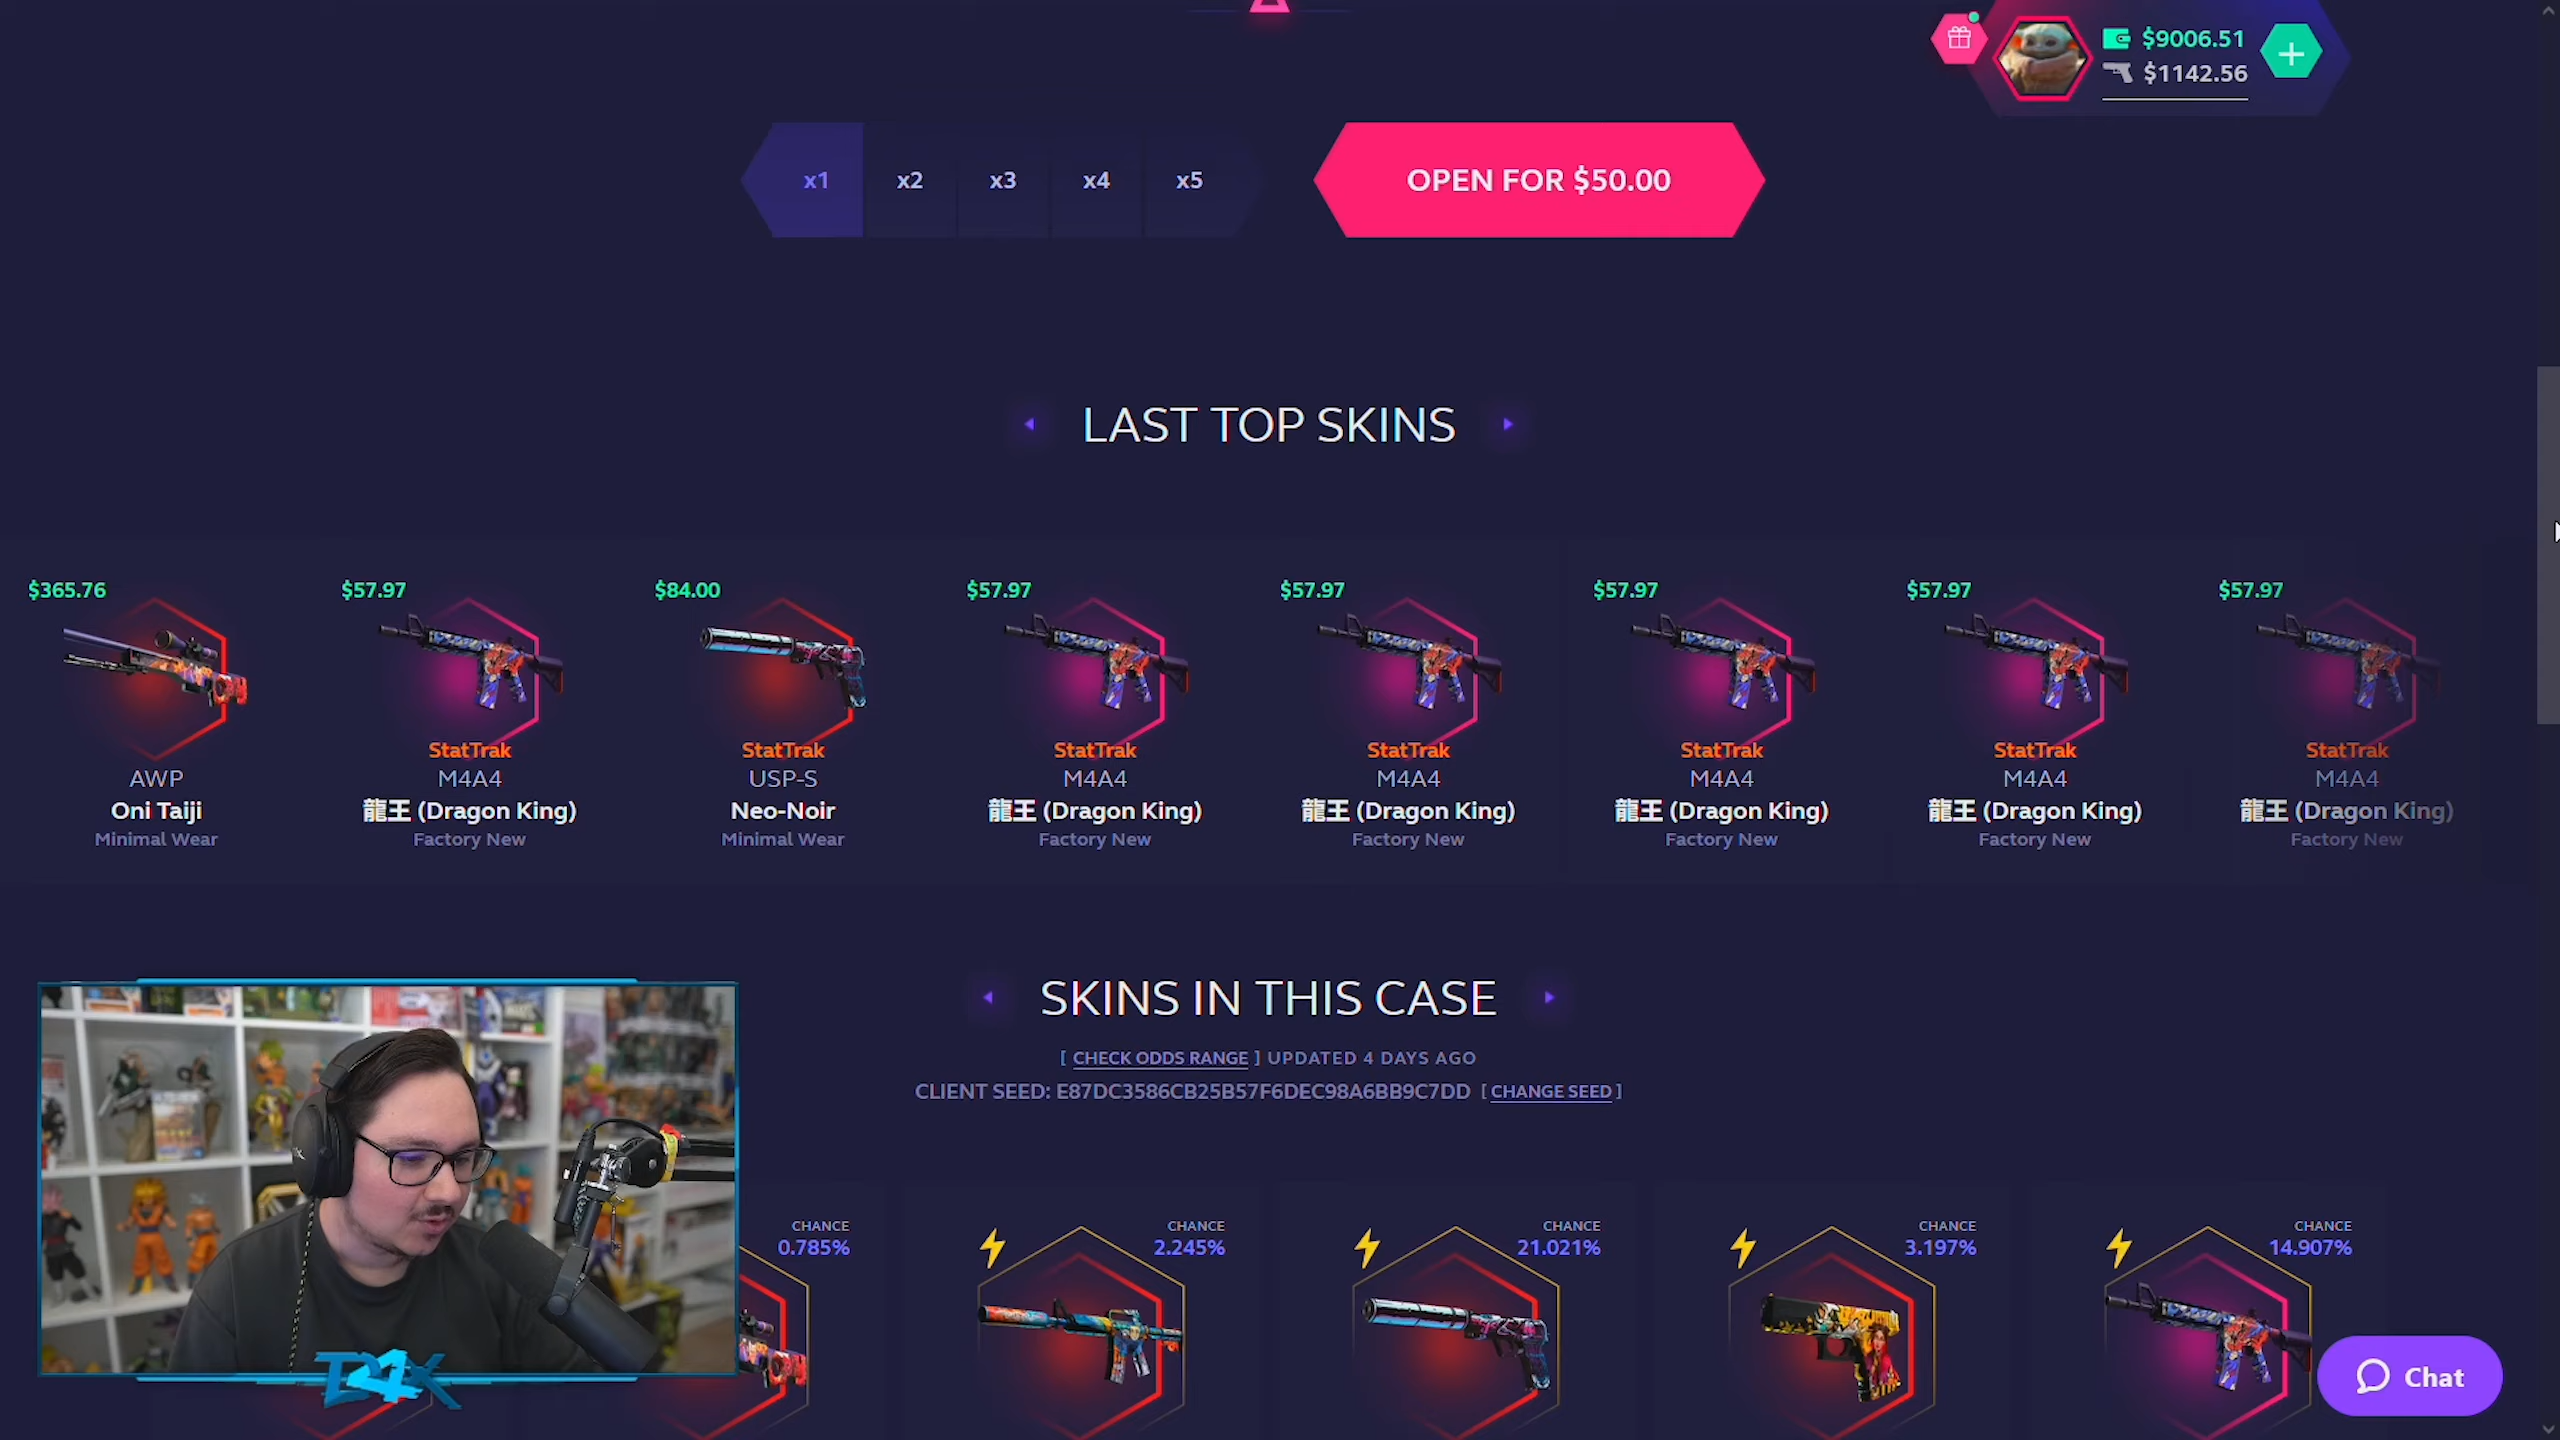 $9006.51
$1142.56
x1 x2 x3 x4 x5
OPEN FOR $50.00
LAST TOP SKINS
$365.76
AWP
Oni Taiji
Minimal Wear
$57.97
StatTrak
M4A4
龍王 (Dragon King)
Factory New
$84.00
StatTrak
USP-S
Neo-Noir
Minimal Wear
$57.97
StatTrak
M4A4
龍王 (Dragon King)
Factory New
$57.97
StatTrak
M4A4
龍王 (Dragon King)
Factory New
$57.97
StatTrak
M4A4
龍王 (Dragon King)
Factory New
$57.97
StatTrak
M4A4
龍王 (Dragon King)
Factory New
$57.97
StatTrak
M4A4
龍王 (Dragon King)
Factory New
SKINS IN THIS CASE
[ CHECK ODDS RANGE ] UPDATED 4 DAYS AGO
CLIENT SEED: E87DC3586CB25B57F6DEC98A6BB9C7DD [ CHANGE SEED ]
CHANCE
0.785%
CHANCE
2.245%
CHANCE
21.021%
CHANCE
3.197%
CHANCE
14.907%
Chat